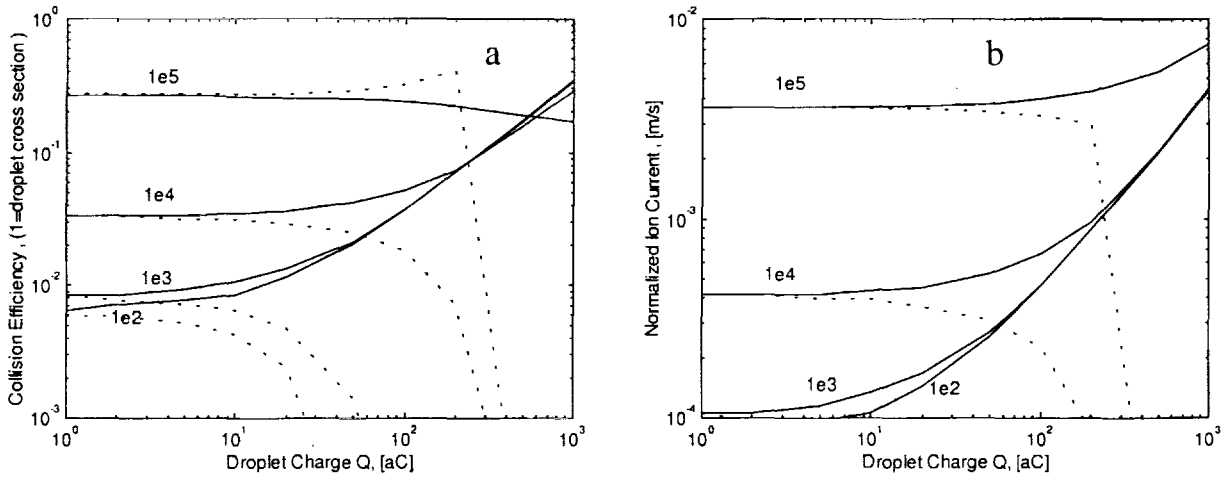 a
Collision Efficiency , (1=droplet cross section )
10^1
10^0
10^-1
10^-2
10^-3
1e5
1e4
1e3
1e2
10^0
10^1
10^2
10^3
Droplet Charge Q, [aC]
b
Normalized Ion Current , [m/s]
10^-2
10^-3
10^-4
1e5
1e4
1e3
1e2
10^0
10^1
10^2
10^3
Droplet Charge Q, [aC]